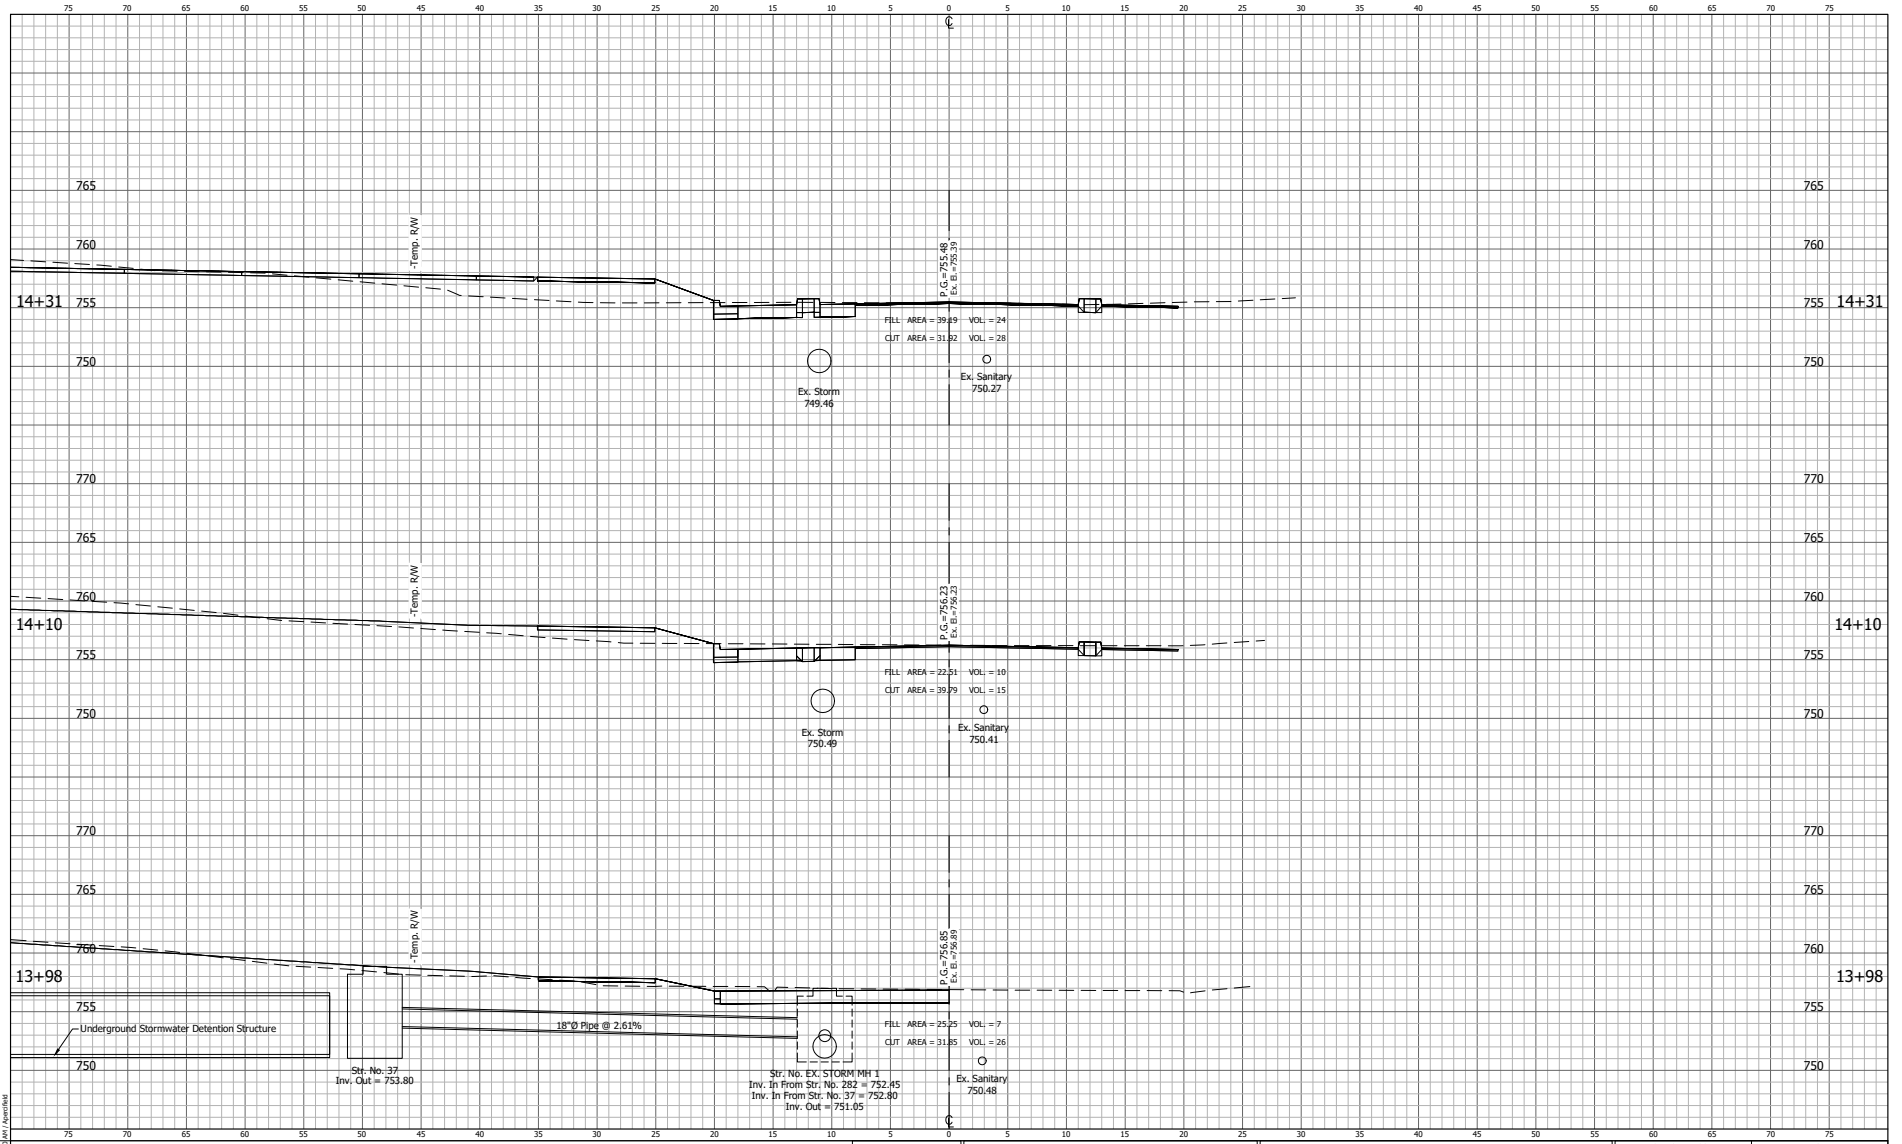 75 70 65 60 55 50 45 40 35 30 25 20 15 10 5 0 5 10 15 20 25 30 35 40 45 50 55 60 65 70 75
℄
765 765
-Temp. R/W
P.G.=755.48
Ex. El.=755.39
760 760
14+31 755 755 14+31
FILL AREA = 39.19 VOL. = 24
CUT AREA = 31.92 VOL. = 28
750 750
Ex. Storm
749.46
Ex. Sanitary
750.27
770 770
765 765
-Temp. R/W
P.G.=756.23
Ex. El.=756.23
760 760
14+10 14+10
755 755
FILL AREA = 22.51 VOL. = 10
CUT AREA = 39.79 VOL. = 15
750 750
Ex. Storm
750.49
Ex. Sanitary
750.41
770 770
765 765
-Temp. R/W
P.G.=756.85
Ex. El.=756.89
760 760
13+98 13+98
755 755
Underground Stormwater Detention Structure
18"Ø Pipe @ 2.61%
FILL AREA = 25.25 VOL. = 7
CUT AREA = 31.85 VOL. = 26
750 750
Str. No. 37
Inv. Out = 753.80
Str. No. EX. STORM MH 1
Inv. In From Str. No. 282 = 752.45
Inv. In From Str. No. 37 = 752.80
Inv. Out = 751.05
Ex. Sanitary
750.48
℄
75 70 65 60 55 50 45 40 35 30 25 20 15 10 5 0 5 10 15 20 25 30 35 40 45 50 55 60 65 70 75